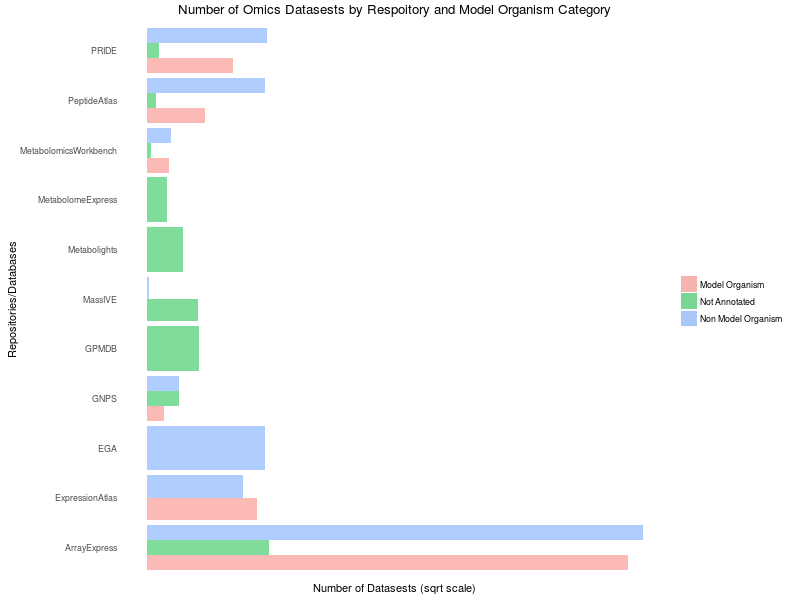 Number of Omics Datasests by Respoitory and Model Organism Category
PRIDE
PeptideAtlas
MetabolomicsWorkbench
MetabolomeExpress
Metabolights
MassIVE
GPMDB
GNPS
EGA
ExpressionAtlas
ArrayExpress
Repositories/Databases
Number of Datasests (sqrt scale)
Model Organism
Not Annotated
Non Model Organism